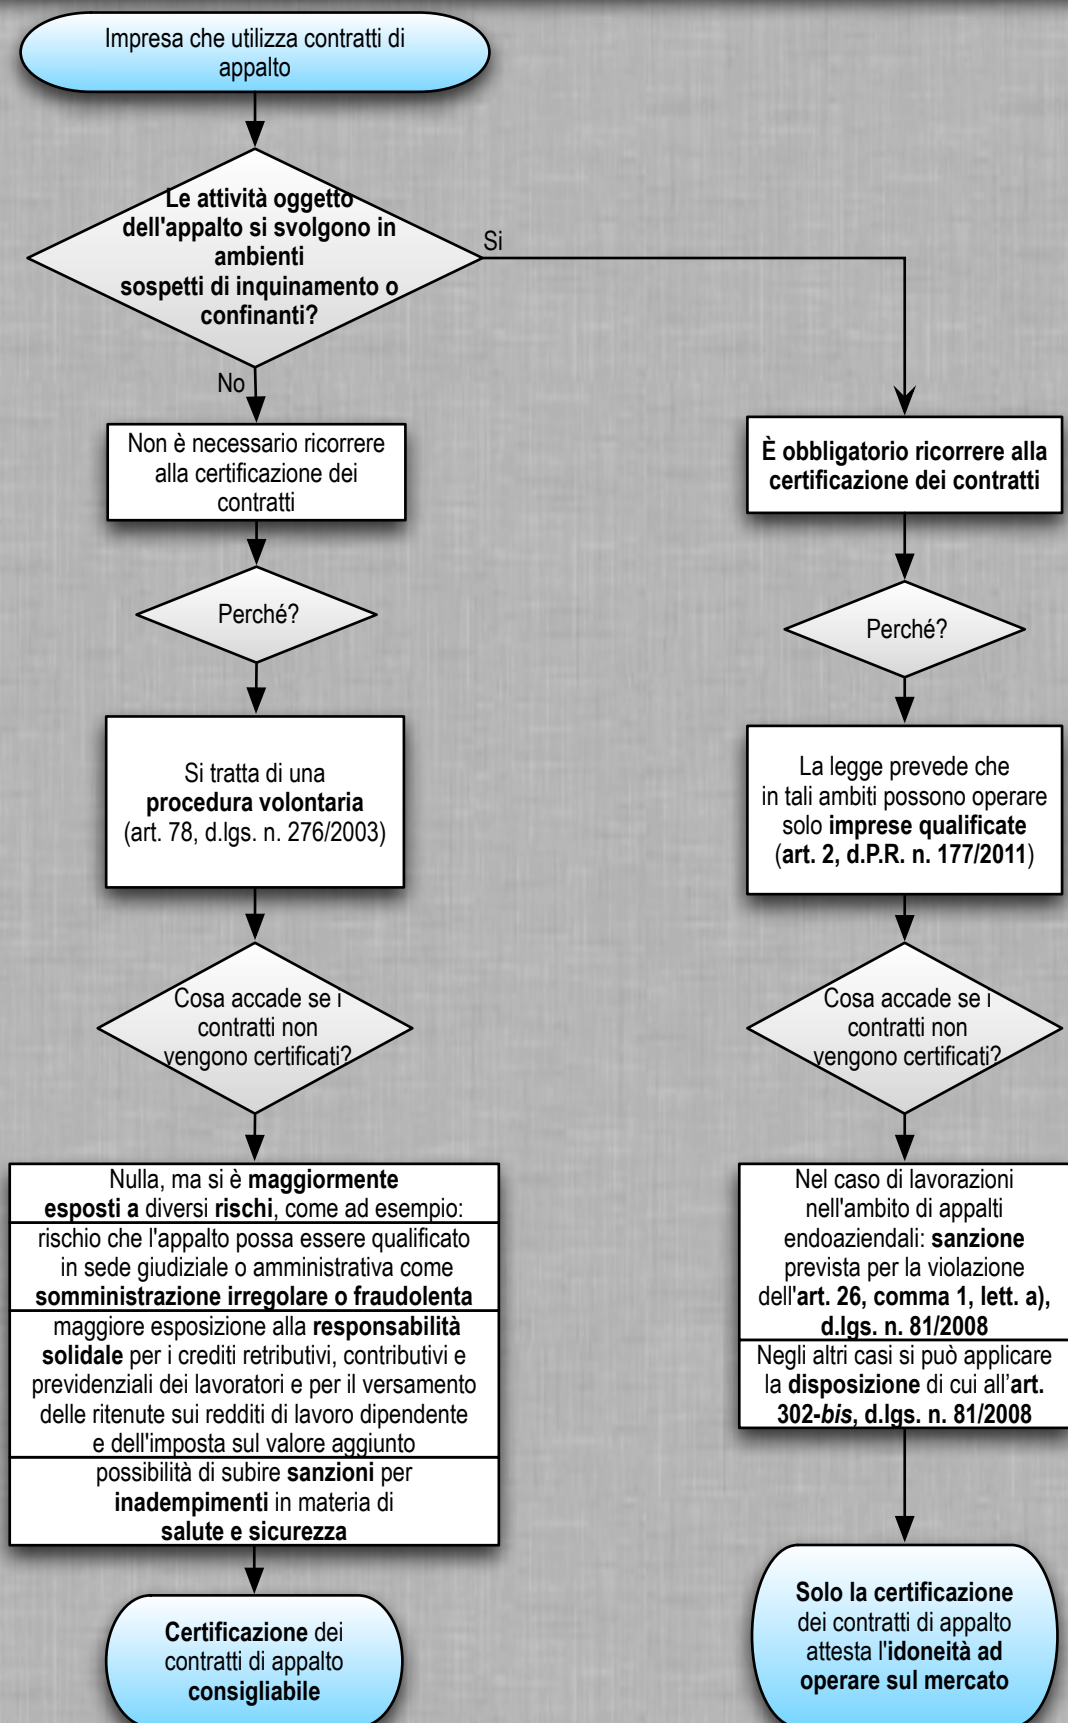 Impresa che utilizza contratti di
appalto
Le attività oggetto
dell'appalto si svolgono in
ambienti
sospetti di inquinamento o
confinanti?
Si
No
Non è necessario ricorrere
alla certificazione dei
contratti
Perché?
Si tratta di una
procedura volontaria
(art. 78, d.lgs. n. 276/2003)
Cosa accade se i
contratti non
vengono certificati?
Nulla, ma si è maggiormente
esposti a diversi rischi, come ad esempio:
rischio che l'appalto possa essere qualificato
in sede giudiziale o amministrativa come
somministrazione irregolare o fraudolenta
maggiore esposizione alla responsabilità
solidale per i crediti retributivi, contributivi e
previdenziali dei lavoratori e per il versamento
delle ritenute sui redditi di lavoro dipendente
e dell'imposta sul valore aggiunto
possibilità di subire sanzioni per
inadempimenti in materia di
salute e sicurezza
Certificazione dei
contratti di appalto
consigliabile
È obbligatorio ricorrere alla
certificazione dei contratti
Perché?
La legge prevede che
in tali ambiti possono operare
solo imprese qualificate
(art. 2, d.P.R. n. 177/2011)
Cosa accade se i
contratti non
vengono certificati?
Nel caso di lavorazioni
nell'ambito di appalti
endoaziendali: sanzione
prevista per la violazione
dell'art. 26, comma 1, lett. a),
d.lgs. n. 81/2008
Negli altri casi si può applicare
la disposizione di cui all'art.
302-bis, d.lgs. n. 81/2008
Solo la certificazione
dei contratti di appalto
attesta l'idoneità ad
operare sul mercato